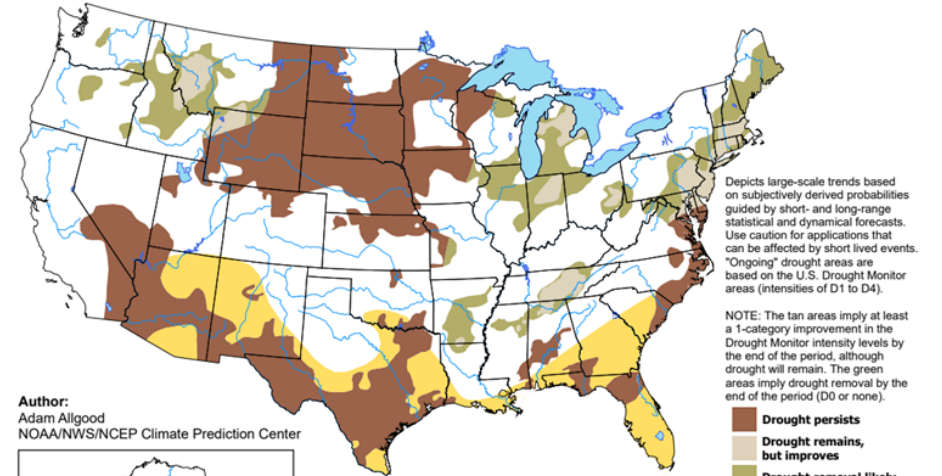 Depicts large-scale trends based
on subjectively derived probabilities
guided by short- and long-range
statistical and dynamical forecasts.
Use caution for applications that
can be affected by short lived events.
"Ongoing" drought areas are
based on the U.S. Drought Monitor
areas (intensities of D1 to D4).
NOTE: The tan areas imply at least
a 1-category improvement in the
Drought Monitor intensity levels by
the end of the period, although
drought will remain. The green
areas imply drought removal by the
end of the period (D0 or none).
Author:
Adam Allgood
NOAA/NWS/NCEP Climate Prediction Center
Drought persists
Drought remains,
but improves
Drought removal likely